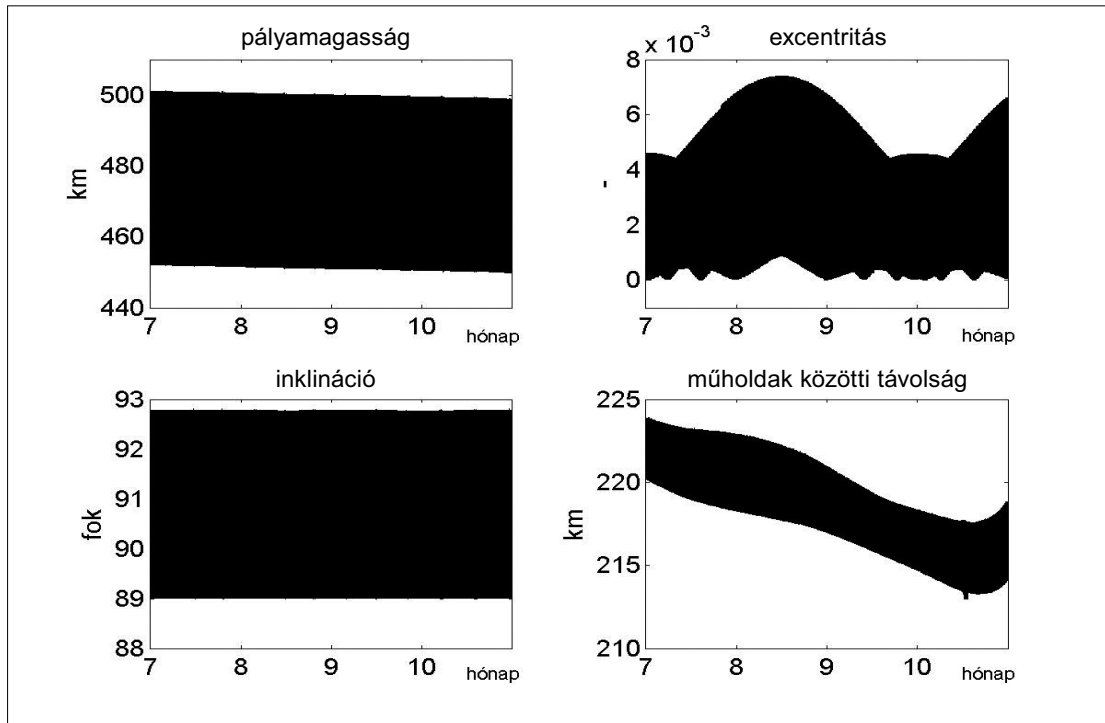 pályamagasság
km
500
480
460
440
7 8 9 10 hónap
excentritás
x 10⁻³
-
8
6
4
2
0
7 8 9 10 hónap
inklináció
fok
93
92
91
90
89
88
7 8 9 10 hónap
műholdak közötti távolság
km
225
220
215
210
7 8 9 10 hónap